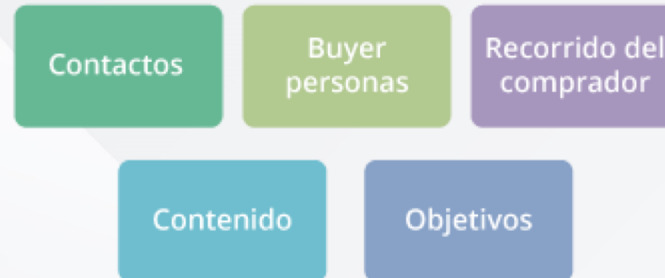 Contactos
Buyer
personas
Recorrido del
comprador
Contenido
Objetivos